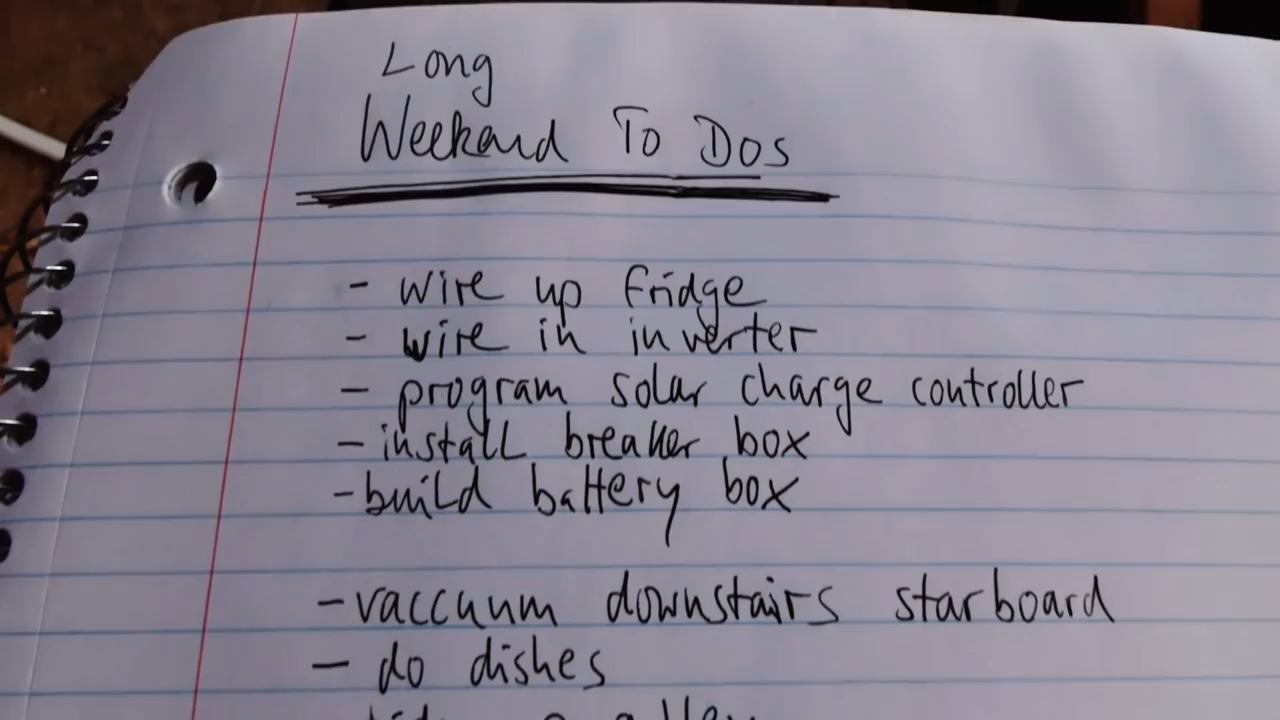 Long
Weekend To Dos
- wire up fridge
- wire in inverter
- program solar charge controller
- install breaker box
- build battery box
- vaccuum downstairs starboard
- do dishes